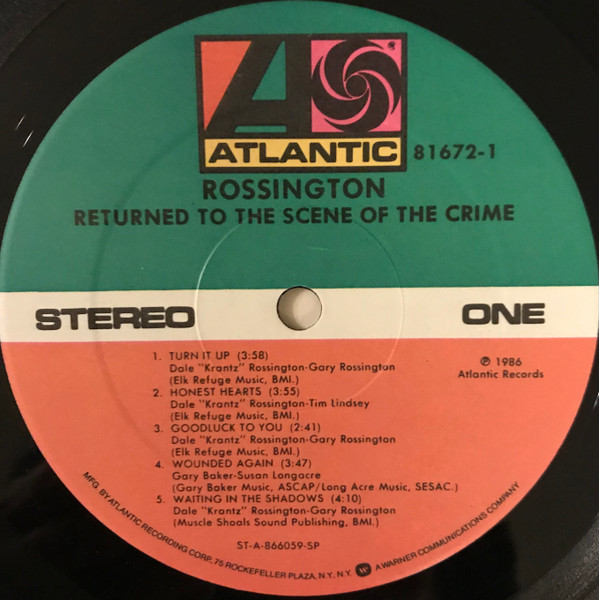 ATLANTIC
81672-1
ROSSINGTON
RETURNED TO THE SCENE OF THE CRIME
STEREO
ONE
1. TURN IT UP (3:58)
Dale "Krantz" Rossington-Gary Rossington
(Elk Refuge Music, BMI.)
2. HONEST HEARTS (3:55)
Dale "Krantz" Rossington-Tim Lindsey
(Elk Refuge Music, BMI.)
3. GOODLUCK TO YOU (2:41)
Dale "Krantz" Rossington-Gary Rossington
(Elk Refuge Music, BMI.)
4. WOUNDED AGAIN (3:47)
Gary Baker-Susan Longacre
(Gary Baker Music, ASCAP/Long Acre Music, SESAC.)
5. WAITING IN THE SHADOWS (4:10)
Dale "Krantz" Rossington-Gary Rossington
(Muscle Shoals Sound Publishing, BMI.)
℗ 1986
Atlantic Records
ST-A-866059-SP
MFG. BY ATLANTIC RECORDING CORP., 75 ROCKEFELLER PLAZA, N.Y. N.Y. A WARNER COMMUNICATIONS COMPANY